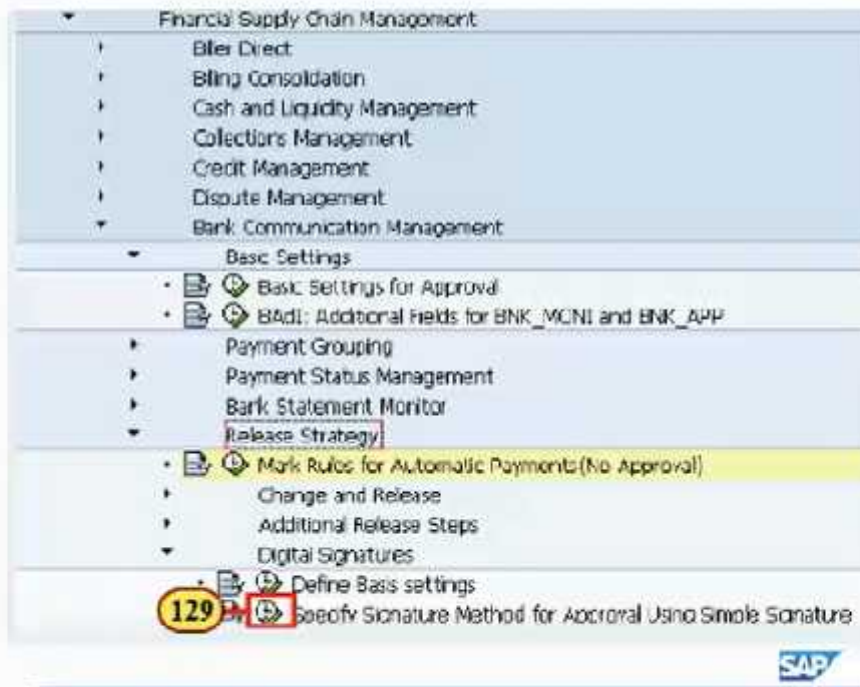 Financial Supply Chain Management
Biller Direct
Billing Consolidation
Cash and Liquidity Management
Collections Management
Credit Management
Dispute Management
Bank Communication Management
Basic Settings
Basic Settings for Approval
BAdI: Additional Fields for BNK_MONI and BNK_APP
Payment Grouping
Payment Status Management
Bank Statement Monitor
Release Strategy
Mark Rules for Automatic Payments(No Approval)
Change and Release
Additional Release Steps
Digital Signatures
Define Basis settings
129 Specify Signature Method for Approval Using Simple Signature
SAP